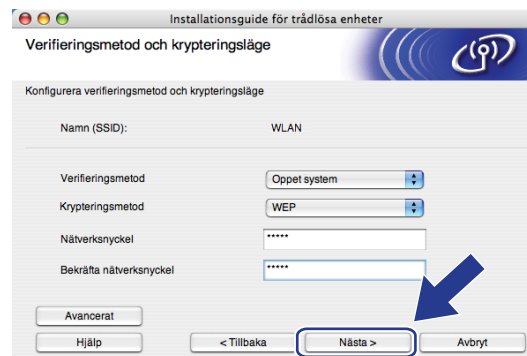 Installationsguide för trådlösa enheter
Verifieringsmetod och krypteringsläge
Konfigurera verifieringsmetod och krypteringsläge
Namn (SSID): WLAN
Verifieringsmetod Oppet system
Krypteringsmetod WEP
Nätverksnyckel *****
Bekräfta nätverksnyckel *****
Avancerat
Hjälp < Tillbaka Nästa > Avbryt